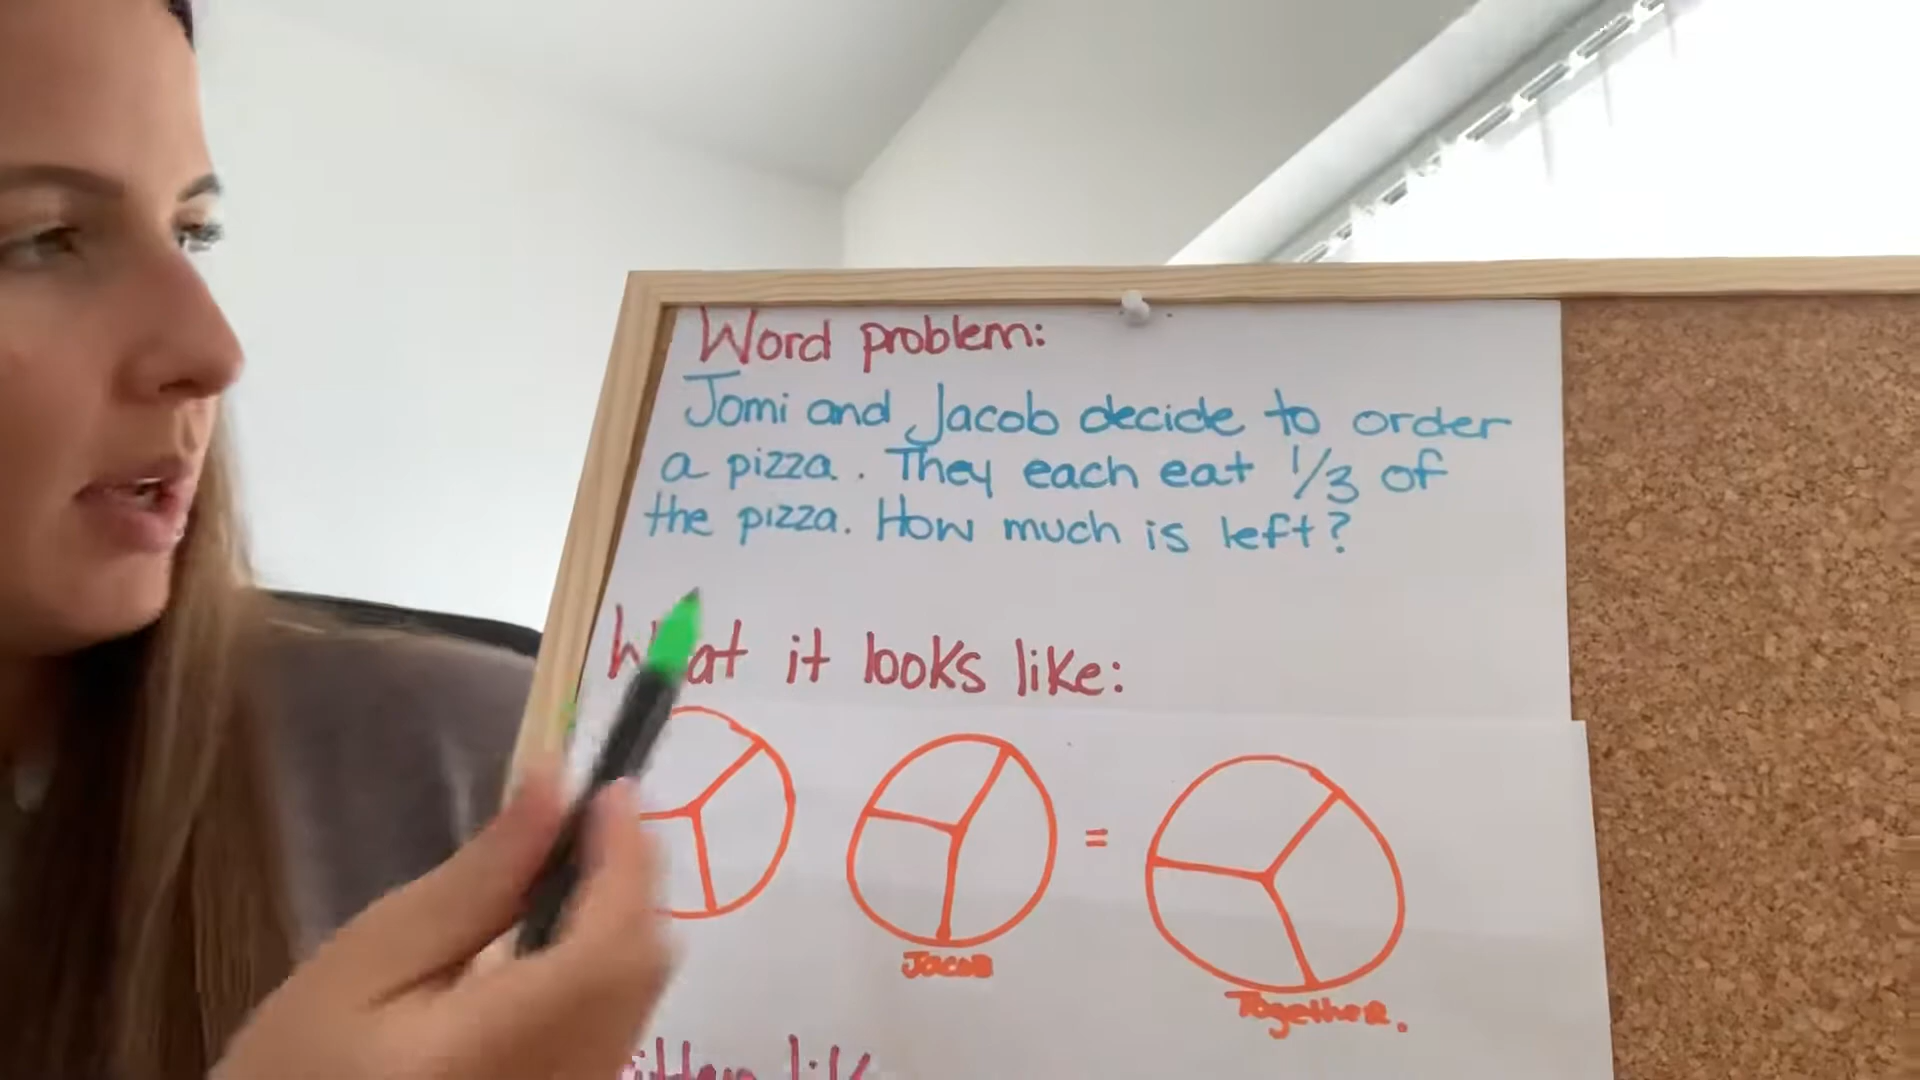 Word problem:
Jomi and Jacob decide to order
a pizza. They each eat 1/3 of
the pizza. How much is left?
What it looks like:
=
Jacob
Together.